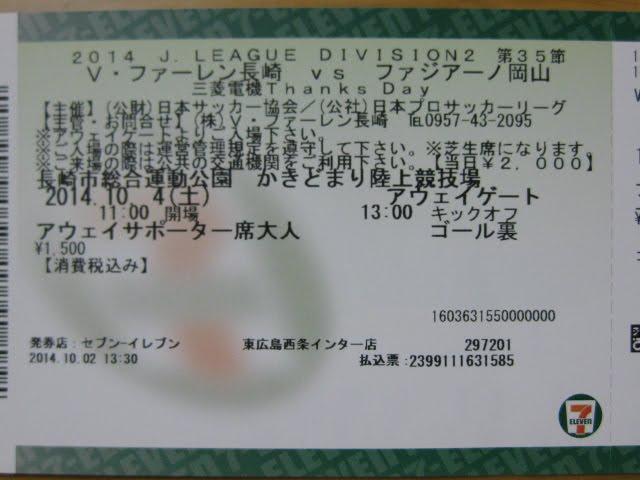 2014 J. LEAGUE DIVISION2 第35節
V・ファーレン長崎 vs ファジアーノ岡山
三菱電機Thanks Day
【主催】(公財)日本サッカー協会/(公社)日本プロサッカーリーグ
【主管・お問合せ】(株)V・ファーレン長崎 ℡0957-43-2095
※アウェイゲートよりご入場下さい。
※ご入場の際は運営管理規定を遵守して下さい。※芝生席になります。
※ご来場の際は公共の交通機関をご利用下さい。【当日¥2,000】
長崎市総合運動公園 かきどまり陸上競技場
2014.10. 4(土) アウェイゲート
11:00 開場 13:00 キックオフ
アウェイサポーター席大人 ゴール裏
¥1,500
【消費税込み】
1603631550000000
発券店:セブン-イレブン 東広島西条インター店 297201
2014.10.02 13:30 払込票:2399111631585
7
ELEVEN
7-ELEVEN